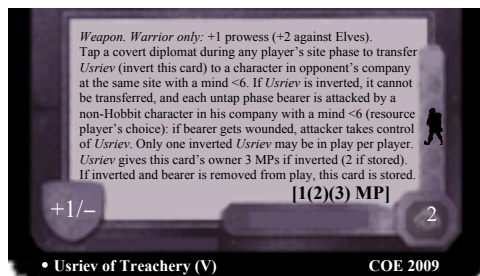 Weapon. Warrior only: +1 prowess (+2 against Elves).
Tap a covert diplomat during any player's site phase to transfer
Usriev (invert this card) to a character in opponent's company
at the same site with a mind <6. If Usriev is inverted, it cannot
be transferred, and each untap phase bearer is attacked by a
non-Hobbit character in his company with a mind <6 (resource
player's choice): if bearer gets wounded, attacker takes control
of Usriev. Only one inverted Usriev may be in play per player.
Usriev gives this card's owner 3 MPs if inverted (2 if stored).
If inverted and bearer is removed from play, this card is stored.
[1(2)(3) MP]
+1/–
2
• Usriev of Treachery (V) COE 2009